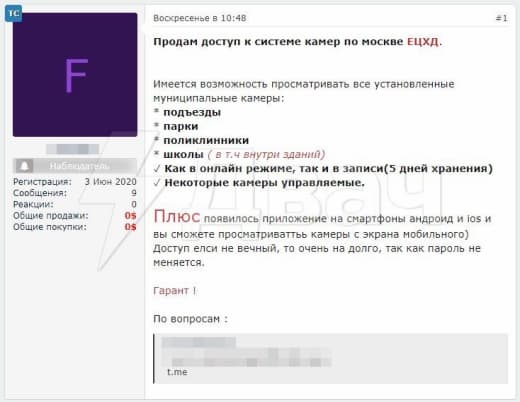 TC
Воскресенье в 10:48
#1
F
Наблюдатель
Регистрация: 3 Июн 2020
Сообщения: 9
Реакции: 0
Общие продажи: 0$
Общие покупки: 0$
Продам доступ к системе камер по москве ЕЦХД.
Имеется возможность просматривать все установленные
муниципальные камеры:
* подъезды
* парки
* поликлинники
* школы ( в т.ч внутри зданий)
✓ Как в онлайн режиме, так и в записи(5 дней хранения)
✓ Некоторые камеры управляемые.
Плюс появилось приложение на смартфоны андроид и ios и
вы сможете просматриваттьь камеры с экрана мобильного)
Доступ елси не вечный, то очень на долго, так как пароль не
меняется.
Гарант !
По вопросам :
t.me
Двач